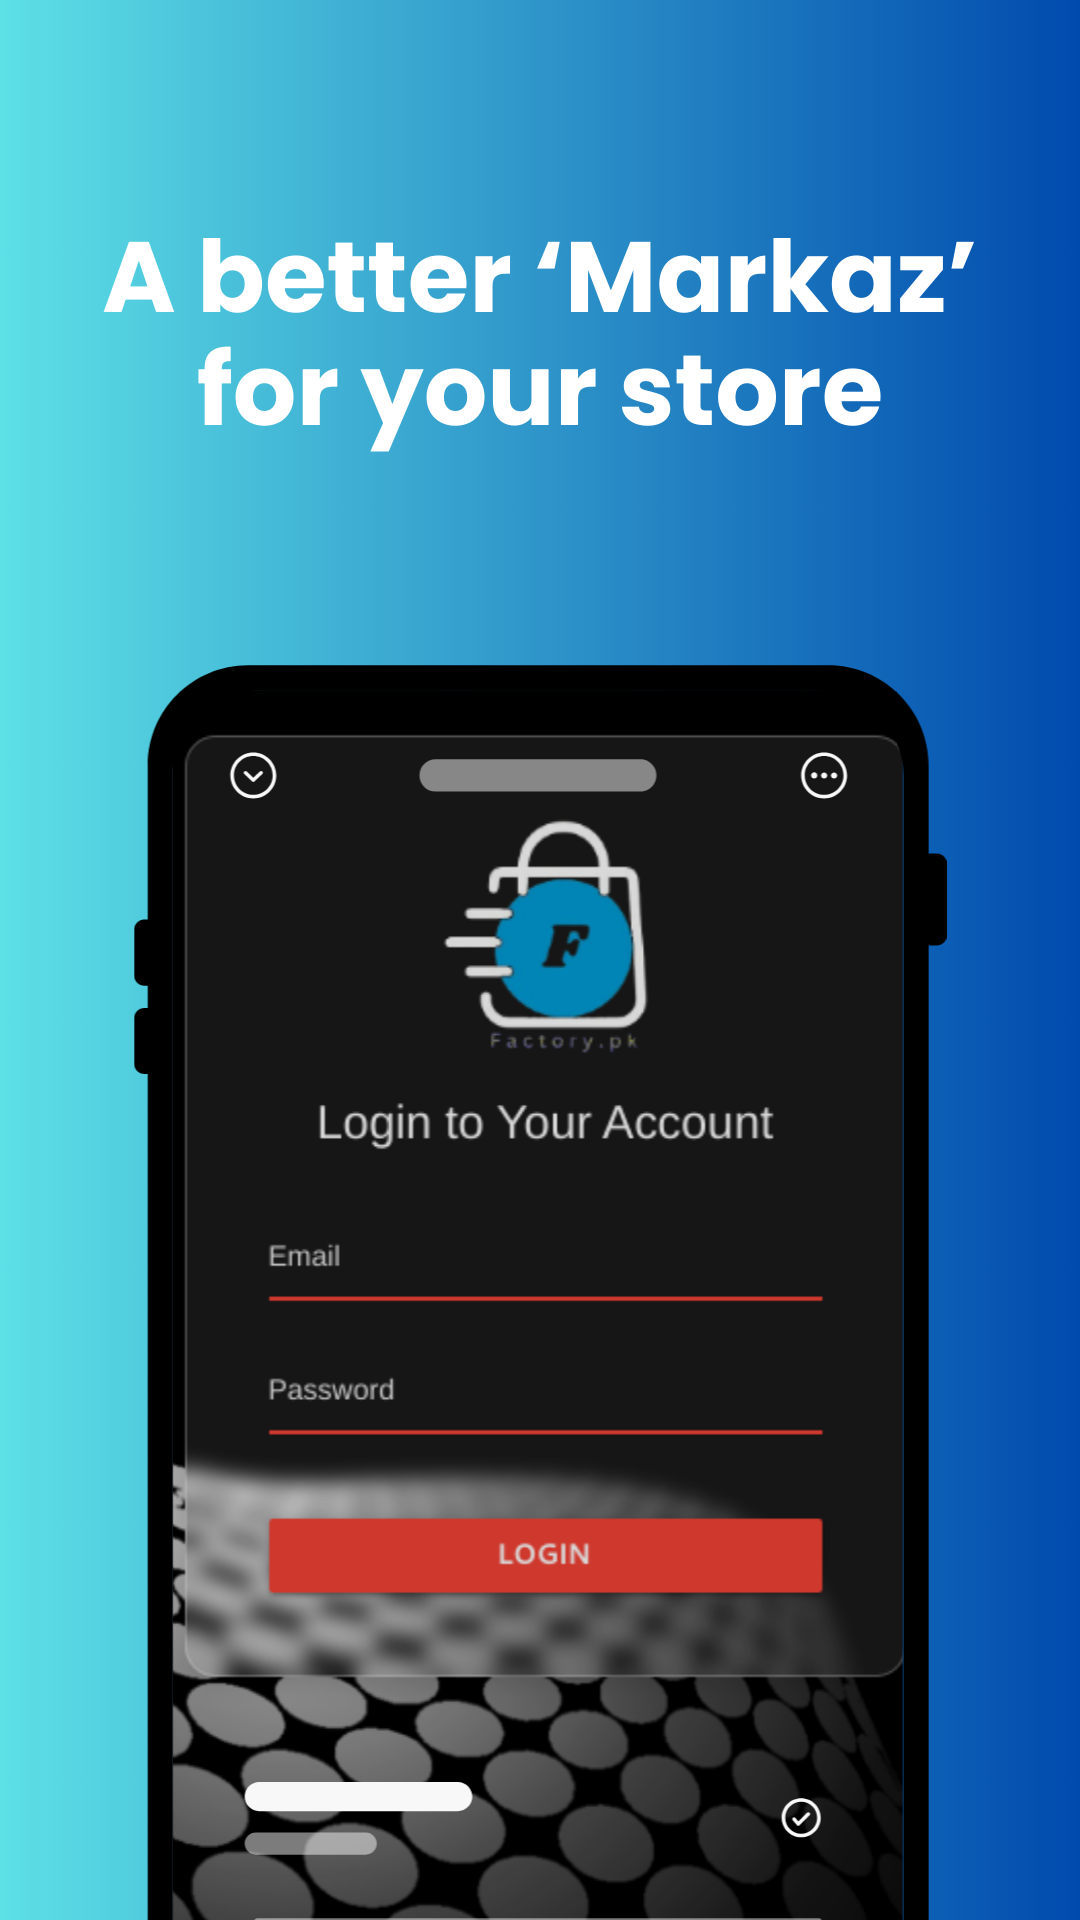 A better ‘Markaz’
for your store
F
Factory.pk
Login to Your Account
Email
Password
LOGIN